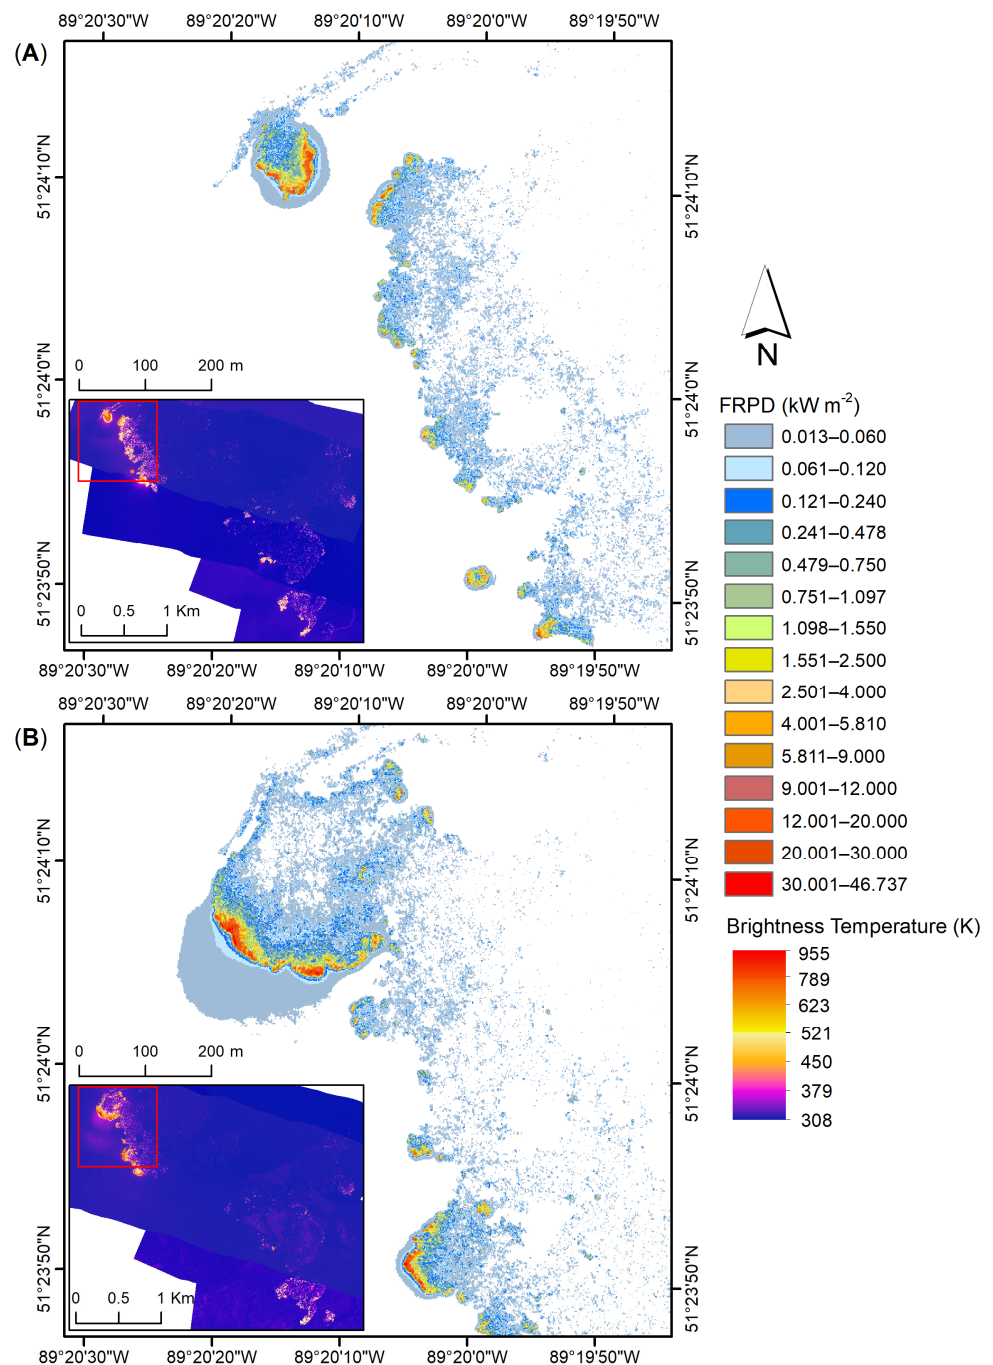 89°20'30"W 89°20'20"W 89°20'10"W 89°20'0"W 89°19'50"W
(A)
51°24'10"N
51°24'10"N
0 100 200 m
51°24'0"N
51°24'0"N
51°23'50"N
51°23'50"N
0 0.5 1 Km
89°20'30"W 89°20'20"W 89°20'10"W 89°20'0"W 89°19'50"W
89°20'30"W 89°20'20"W 89°20'10"W 89°20'0"W 89°19'50"W
(B)
51°24'10"N
51°24'10"N
0 100 200 m
51°24'0"N
51°24'0"N
51°23'50"N
51°23'50"N
0 0.5 1 Km
89°20'30"W 89°20'20"W 89°20'10"W 89°20'0"W 89°19'50"W
N
FRPD (kW m⁻²)
0.013–0.060
0.061–0.120
0.121–0.240
0.241–0.478
0.479–0.750
0.751–1.097
1.098–1.550
1.551–2.500
2.501–4.000
4.001–5.810
5.811–9.000
9.001–12.000
12.001–20.000
20.001–30.000
30.001–46.737
Brightness Temperature (K)
955
789
623
521
450
379
308